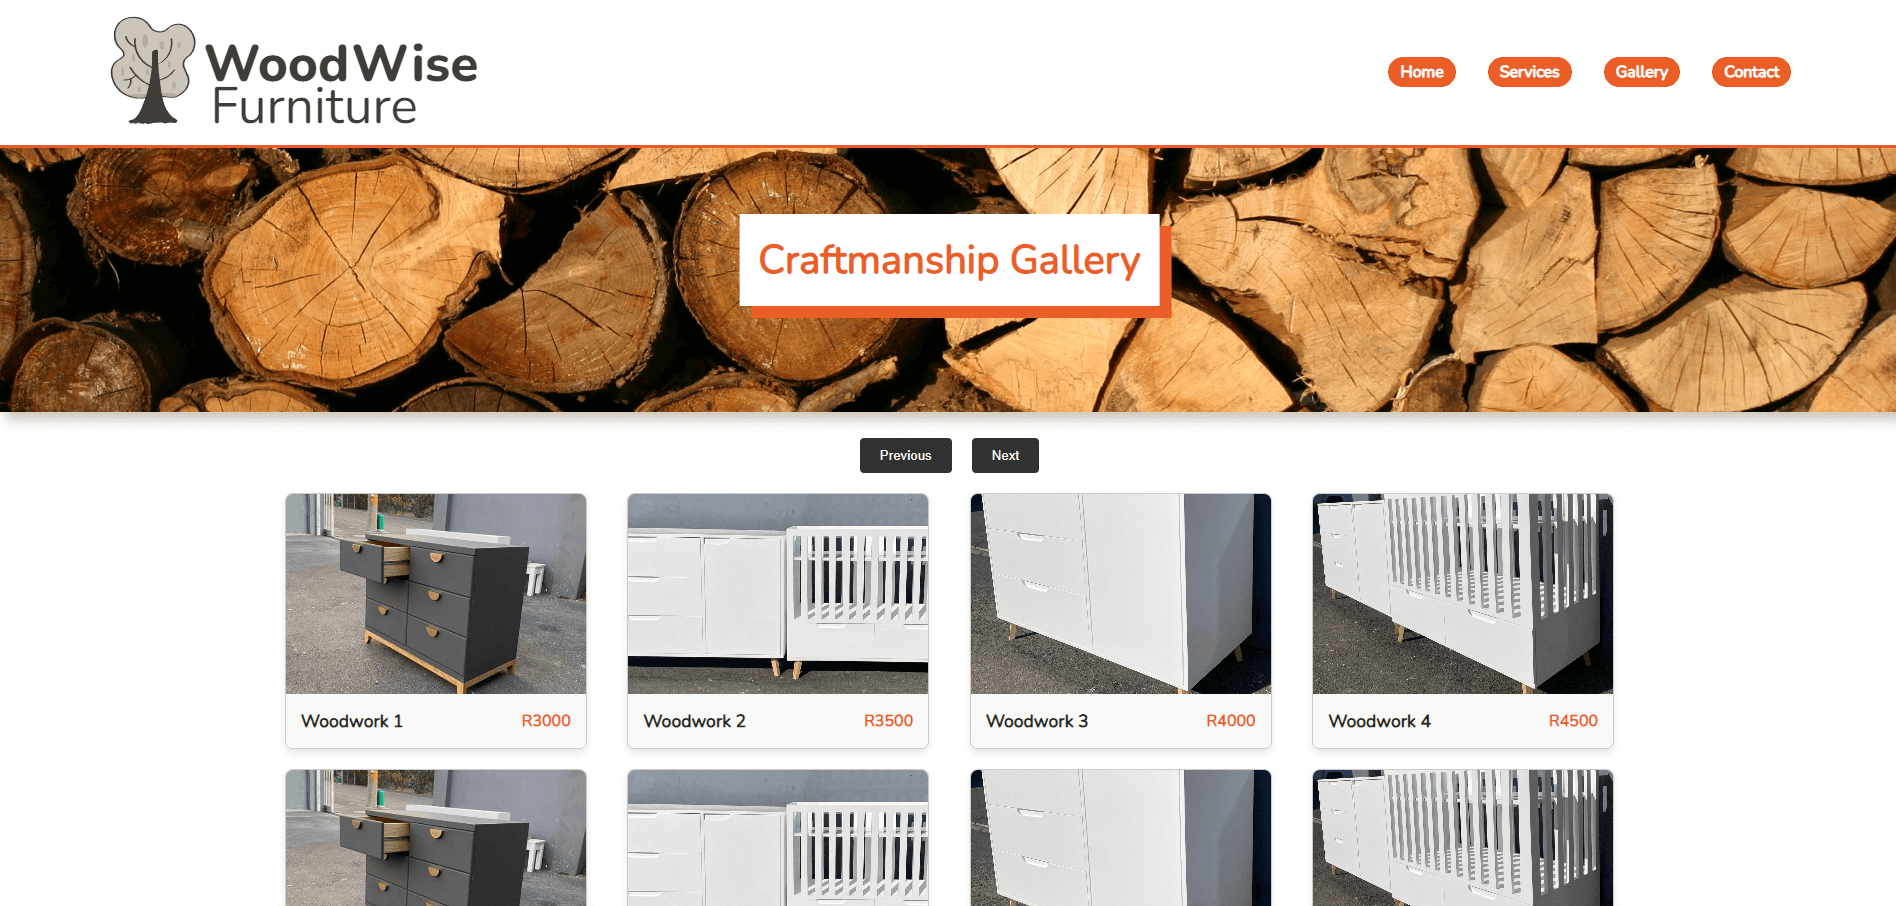 WoodWise
Furniture
Home Services Gallery Contact
Craftmanship Gallery
Previous Next
Woodwork 1 R3000
Woodwork 2 R3500
Woodwork 3 R4000
Woodwork 4 R4500